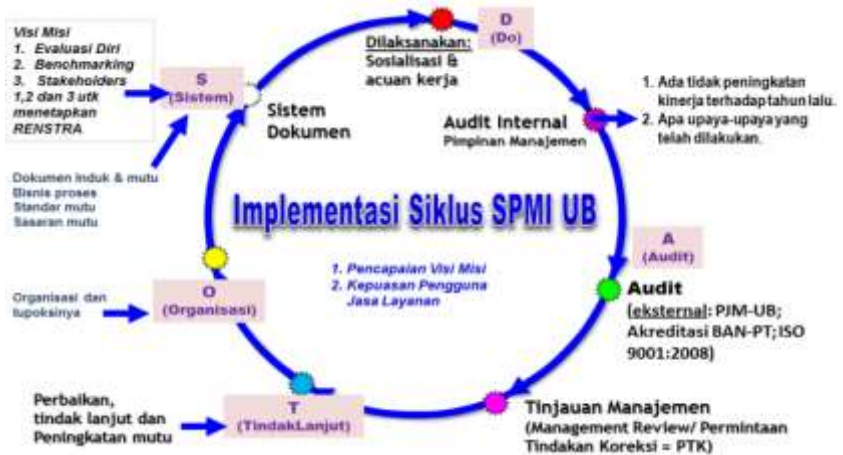 Visi Misi
1. Evaluasi Diri
2. Benchmarking
3. Stakeholders
1,2 dan 3 utk
menetapkan
RENSTRA
S
(Sistem)
Sistem
Dokumen
Dokumen Induk & mutu
Bisnis proses
Standar mutu
Sasaran mutu
D
(Do)
Dilaksanakan:
Sosialisasi &
acuan kerja
Audit Internal
Pimpinan Manajemen
1. Ada tidak peningkatan
kinerja terhadap tahun lalu.
2. Apa upaya-upaya yang
telah dilakukan.
Implementasi Siklus SPMI UB
1. Pencapaian Visi Misi
2. Kepuasan Pengguna
Jasa Layanan
A
(Audit)
Audit
(eksternal: PJM-UB;
Akreditasi BAN-PT; ISO
9001:2008)
O
(Organisasi)
Organisasi dan
tupoksinya
T
(TindakLanjut)
Perbaikan,
tindak lanjut dan
Peningkatan mutu
Tinjauan Manajemen
(Management Review/ Permintaan
Tindakan Koreksi = PTK)